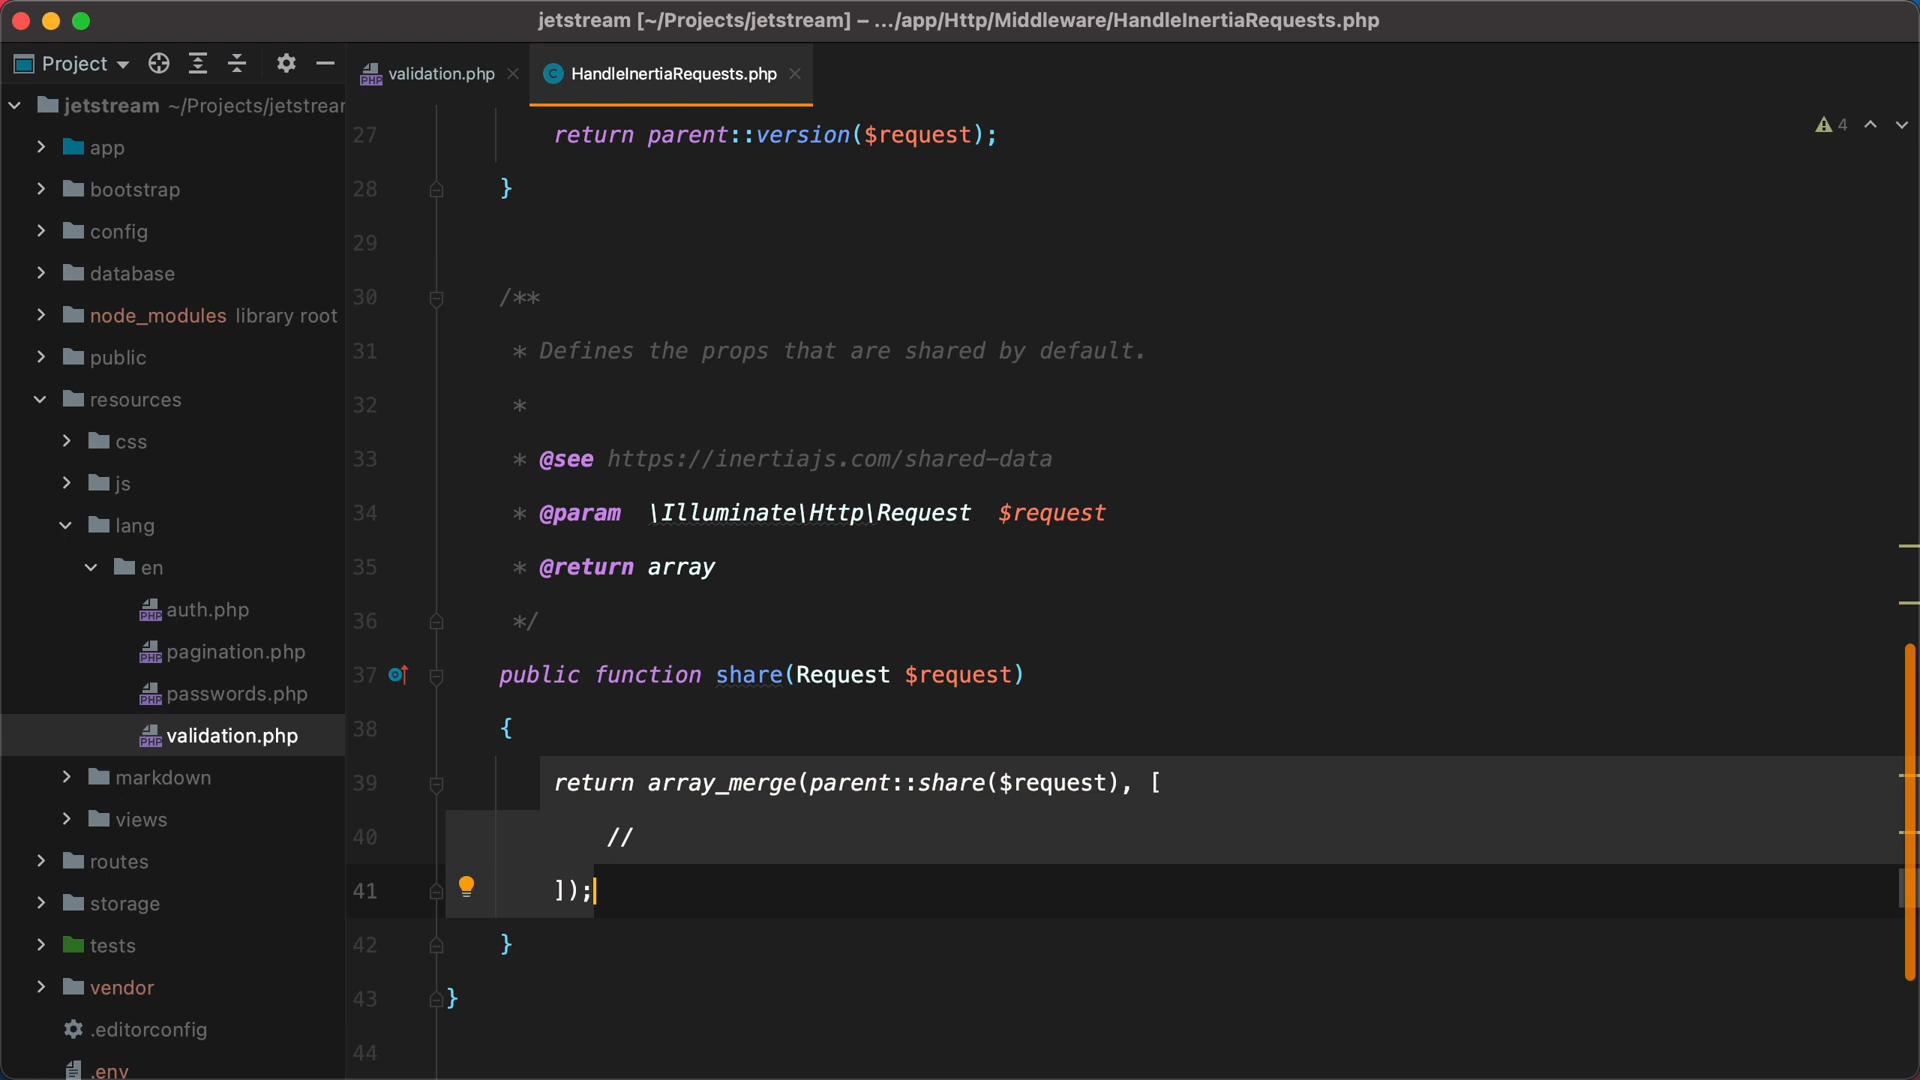 jetstream [~/Projects/jetstream] – .../app/Http/Middleware/HandleInertiaRequests.php
Project
validation.php
HandleInertiaRequests.php
4
jetstream ~/Projects/jetstrear
app
bootstrap
config
database
node_modules library root
public
resources
css
js
lang
en
auth.php
pagination.php
passwords.php
validation.php
markdown
views
routes
storage
tests
vendor
.editorconfig
.env
27 return parent::version($request);
28 }
29
30 /**
31 * Defines the props that are shared by default.
32 *
33 * @see https://inertiajs.com/shared-data
34 * @param \Illuminate\Http\Request $request
35 * @return array
36 */
37 public function share(Request $request)
38 {
39 return array_merge(parent::share($request), [
40 //
41 ]);
42 }
43 }
44